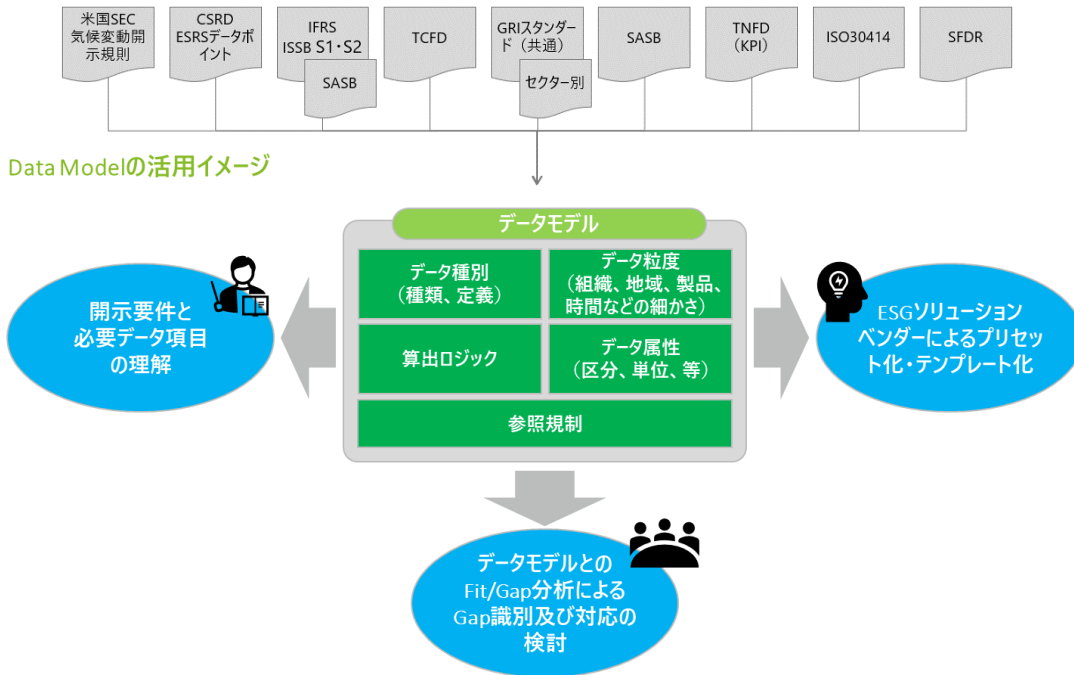 米国SEC
気候変動開
示規則
CSRD
ESRSデータポ
イント
IFRS
ISSB S1・S2
SASB
TCFD
GRIスタンダー
ド（共通）
セクター別
SASB
TNFD
（KPI）
ISO30414
SFDR
Data Modelの活用イメージ
データモデル
データ種別
（種類、定義）
データ粒度
（組織、地域、製品、
時間などの細かさ）
算出ロジック
データ属性
（区分、単位、等）
参照規制
開示要件と
必要データ項目
の理解
ESGソリューション
ベンダーによるプリセッ
ト化・テンプレート化
データモデルとの
Fit/Gap分析による
Gap識別及び対応の
検討